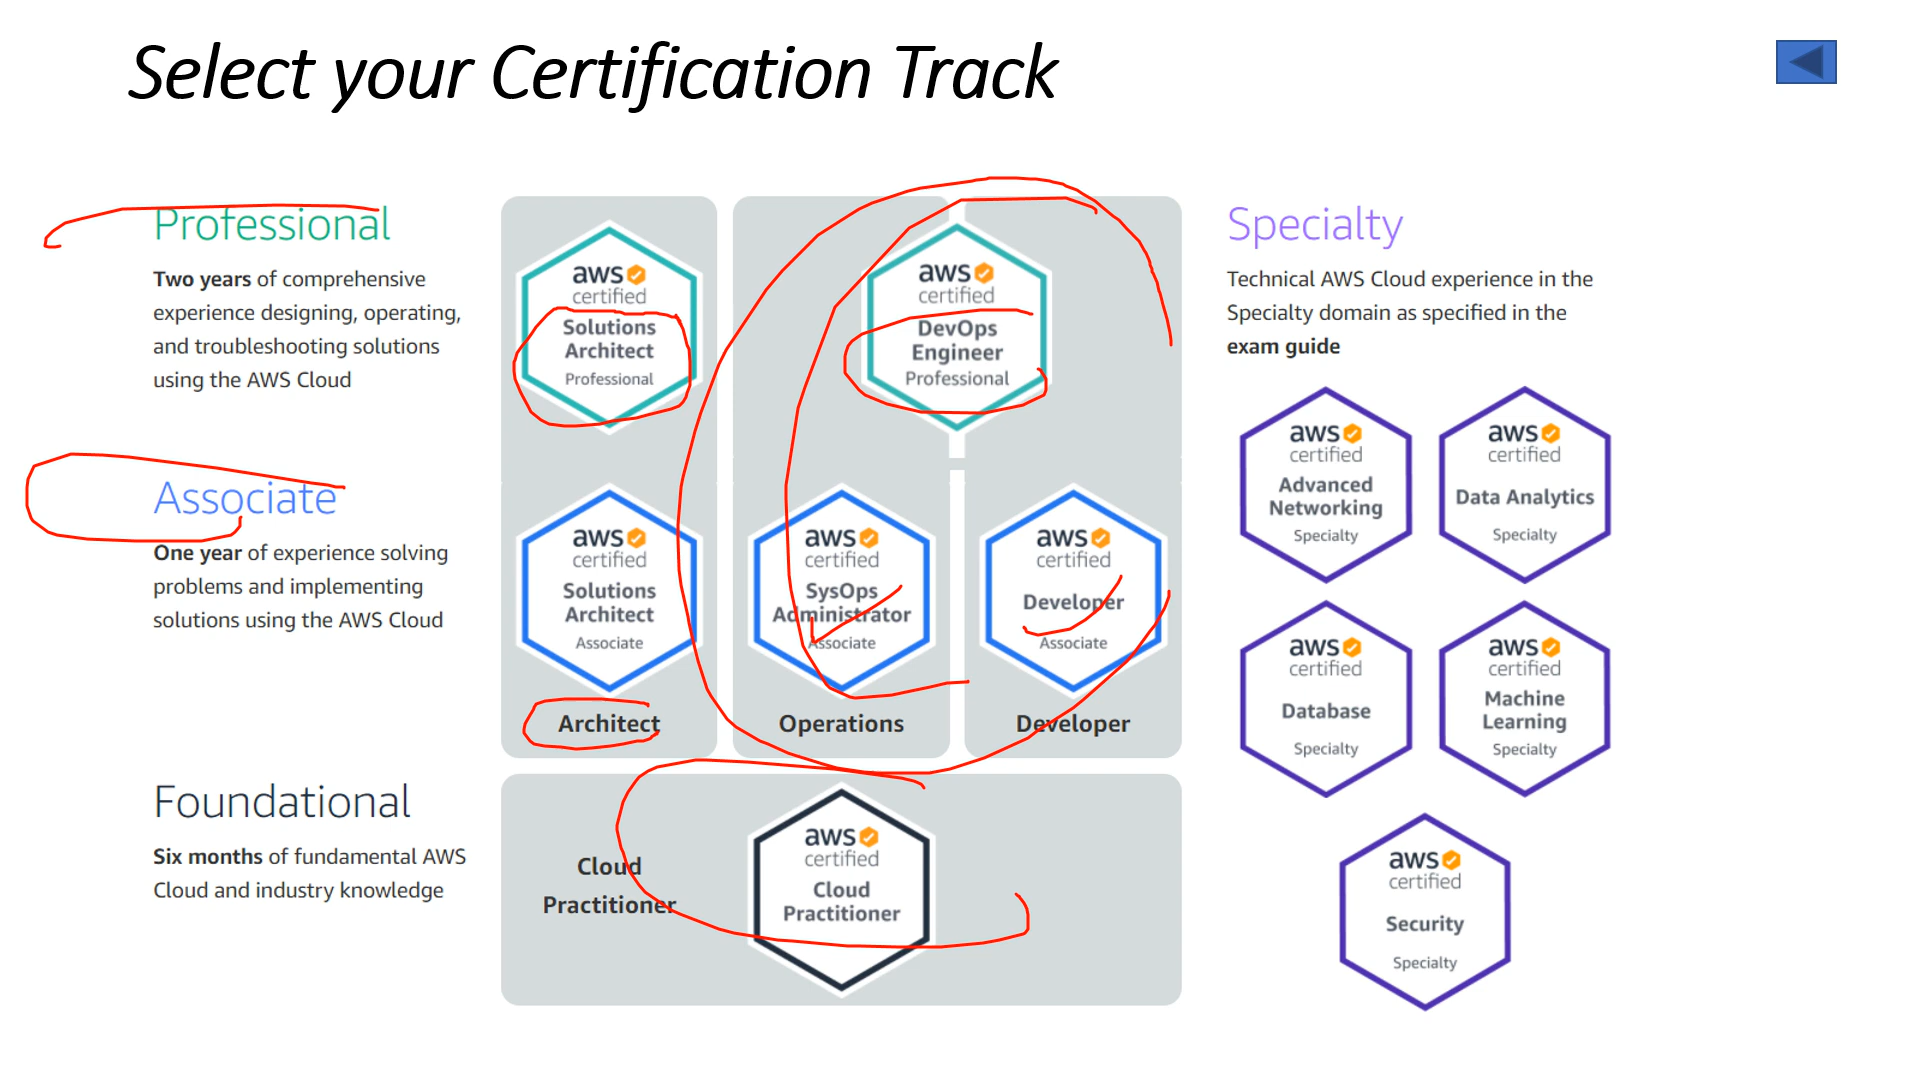 Select your Certification Track
Professional
Two years of comprehensive
experience designing, operating,
and troubleshooting solutions
using the AWS Cloud
aws
certified
Solutions
Architect
Professional
aws
certified
DevOps
Engineer
Professional
Associate
One year of experience solving
problems and implementing
solutions using the AWS Cloud
aws
certified
Solutions
Architect
Associate
Architect
aws
certified
SysOps
Administrator
Associate
Operations
aws
certified
Developer
Associate
Developer
Foundational
Six months of fundamental AWS
Cloud and industry knowledge
Cloud
Practitioner
aws
certified
Cloud
Practitioner
Specialty
Technical AWS Cloud experience in the
Specialty domain as specified in the
exam guide
aws
certified
Advanced
Networking
Specialty
aws
certified
Data Analytics
Specialty
aws
certified
Database
Specialty
aws
certified
Machine
Learning
Specialty
aws
certified
Security
Specialty